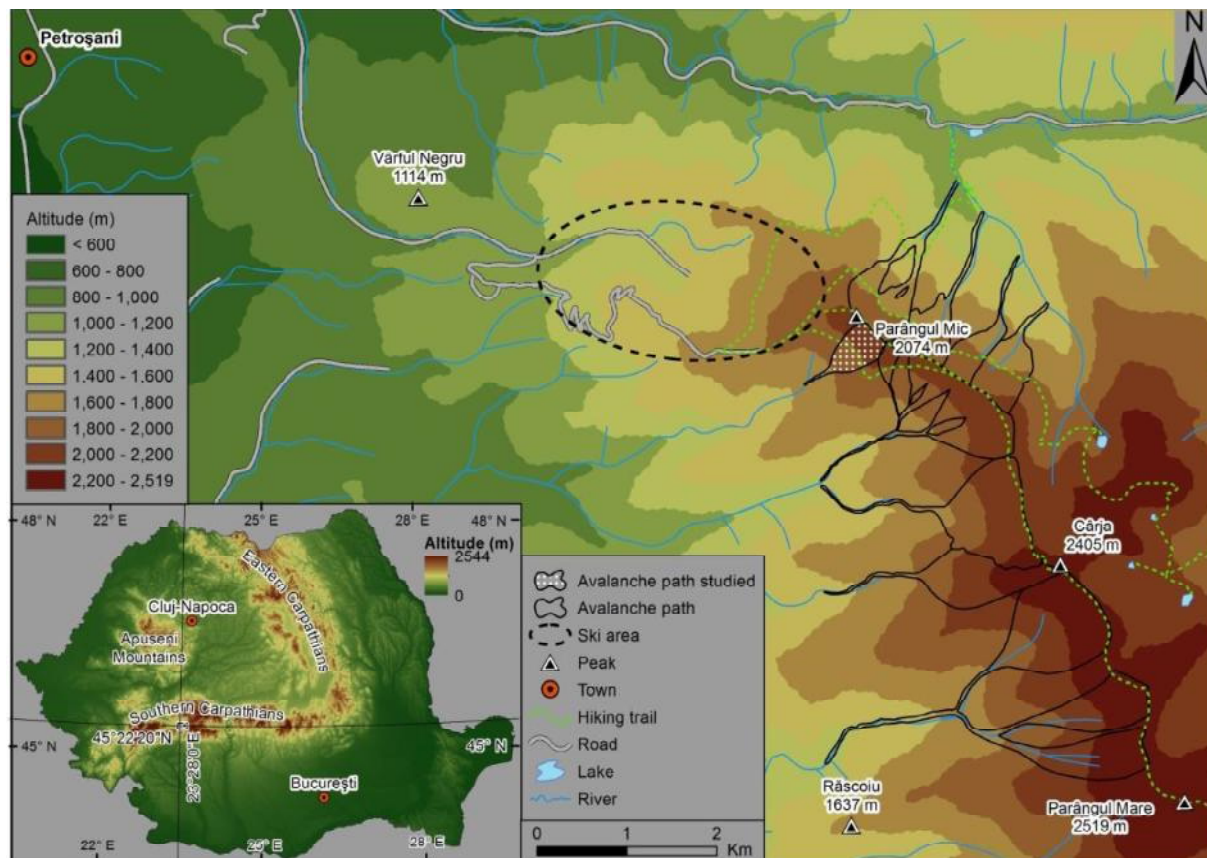 N
Petroşani
Vârful Negru
1114 m
Parângul Mic
2074 m
Cârja
2405 m
Răscoiu
1637 m
Parângul Mare
2519 m
Altitude (m)
< 600
600 - 800
800 - 1,000
1,000 - 1,200
1,200 - 1,400
1.400 - 1.600
1,600 - 1,800
1,800 - 2,000
2,000 - 2,200
2,200 - 2,519
48° N
22° E
25° E
28° E
48° N
Altitude (m)
2544
0
Eastern Carpathians
Cluj-Napoca
Apuseni
Mountains
Southern Carpathians
45°22'20" N
45° N
45° N
23°28'0" E
Bucureşti
22° E
25° E
28° E
Avalanche path studied
Avalanche path
Ski area
Peak
Town
Hiking trail
Road
Lake
River
0 1 2
Km